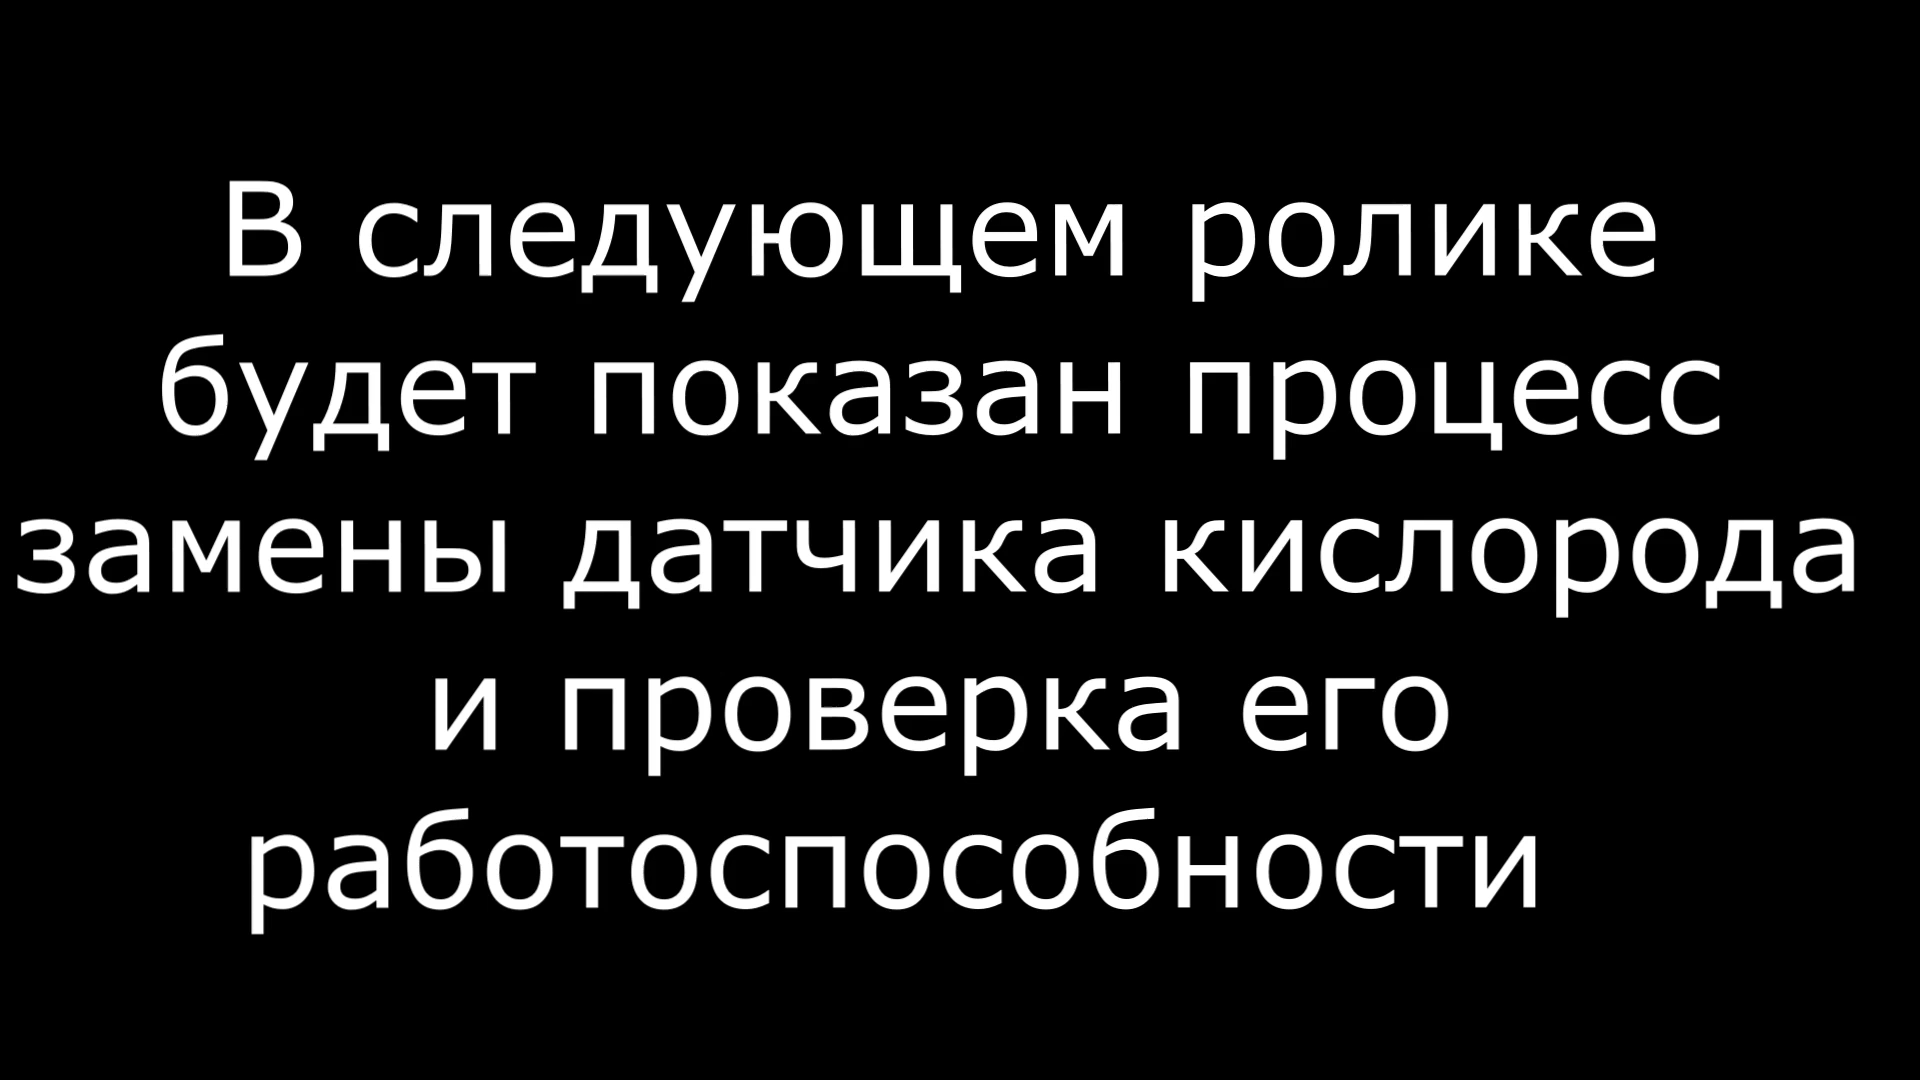 В следующем ролике
будет показан процесс
замены датчика кислорода
и проверка его
работоспособности